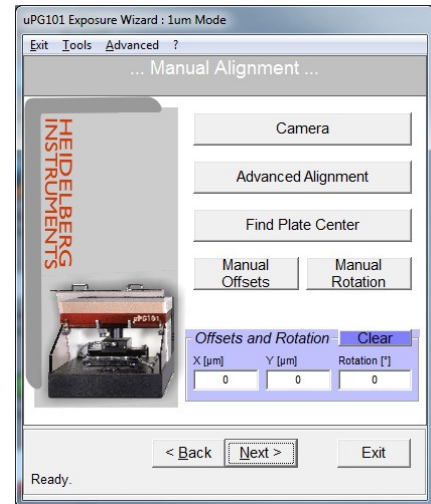 uPG101 Exposure Wizard : 1um Mode
Exit Tools Advanced ?
... Manual Alignment ...
HEIDELBERG
INSTRUMENTS
µPG101
Camera
Advanced Alignment
Find Plate Center
Manual Offsets
Manual Rotation
Offsets and Rotation Clear
X [µm] Y [µm] Rotation [°]
0 0 0
< Back Next > Exit
Ready.